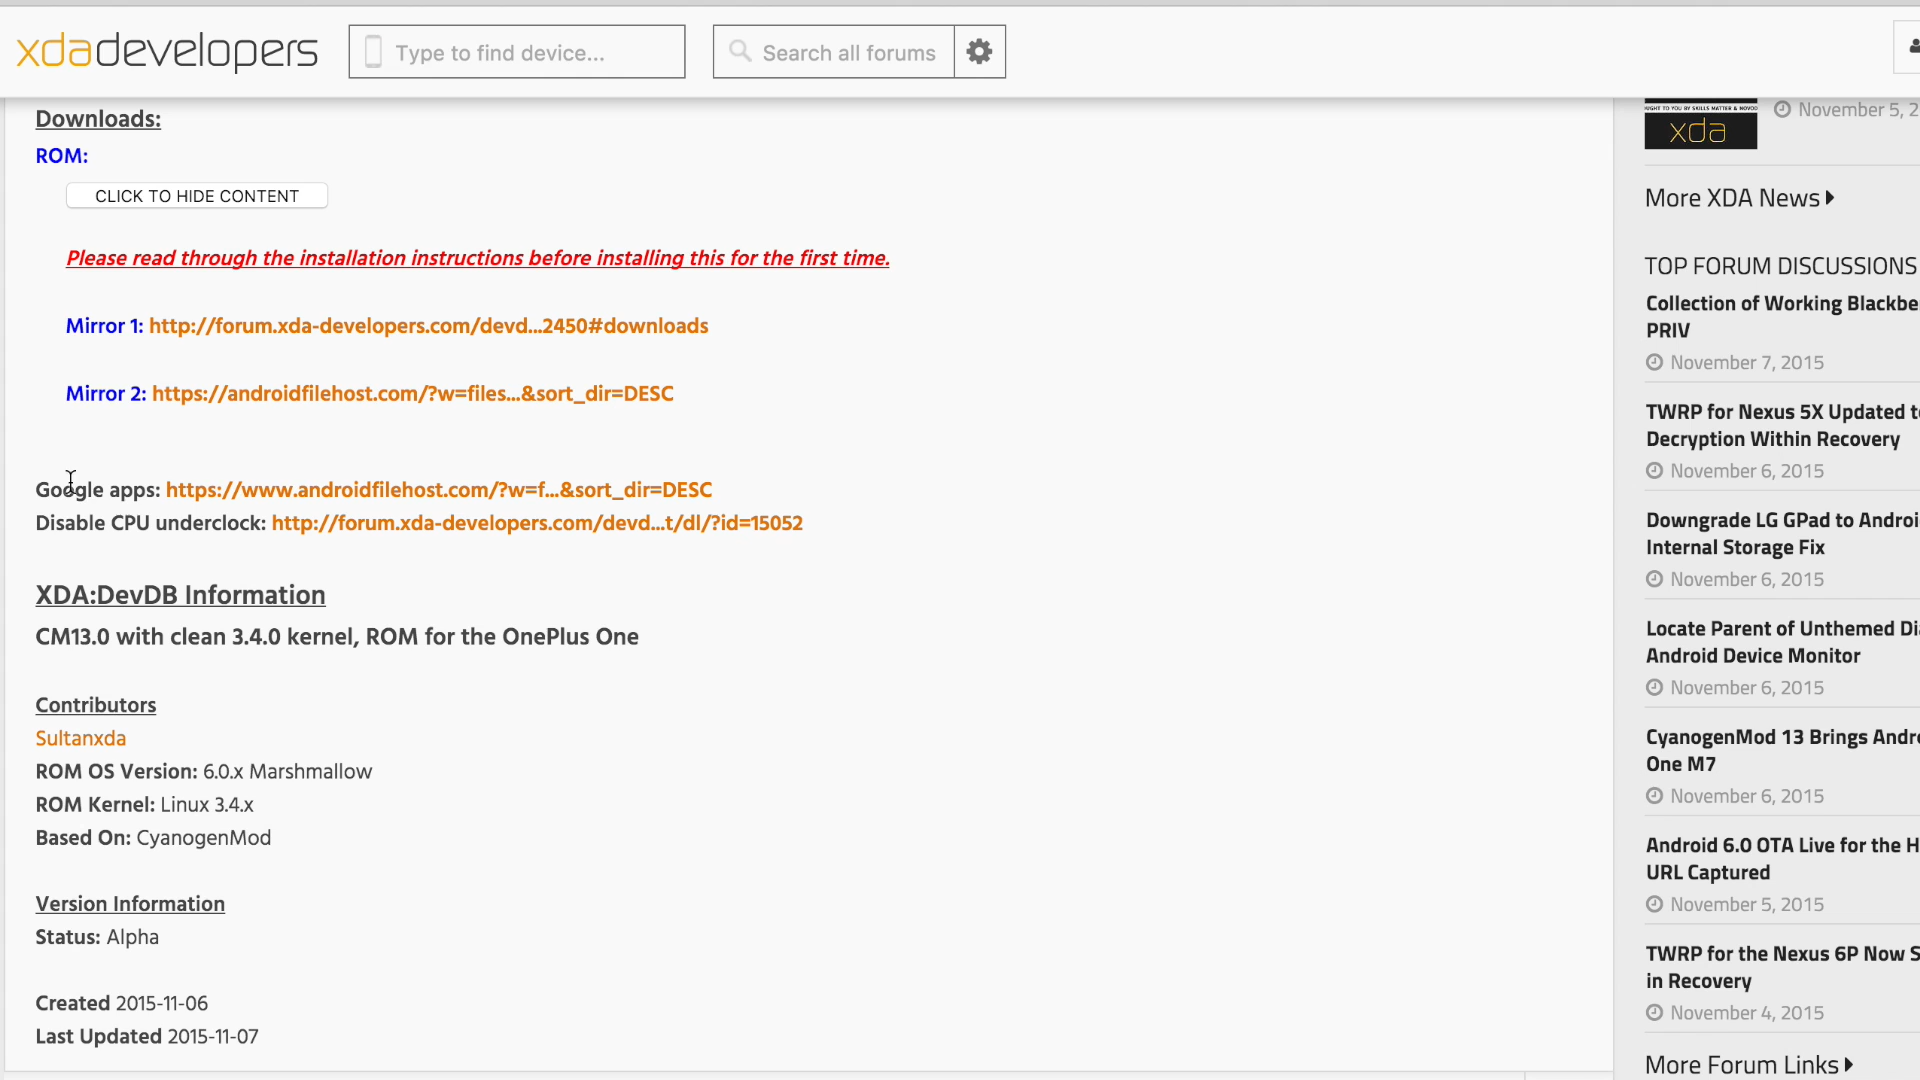 xdadevelopers
Type to find device...
Search all forums
Downloads:
ROM:
CLICK TO HIDE CONTENT
Please read through the installation instructions before installing this for the first time.
Mirror 1: http://forum.xda-developers.com/devd...2450#downloads
Mirror 2: https://androidfilehost.com/?w=files...&sort_dir=DESC
Google apps: https://www.androidfilehost.com/?w=f...&sort_dir=DESC
Disable CPU underclock: http://forum.xda-developers.com/devd...t/dl/?id=15052
XDA:DevDB Information
CM13.0 with clean 3.4.0 kernel, ROM for the OnePlus One
Contributors
Sultanxda
ROM OS Version: 6.0.x Marshmallow
ROM Kernel: Linux 3.4.x
Based On: CyanogenMod
Version Information
Status: Alpha
Created 2015-11-06
Last Updated 2015-11-07
TO YOU BY SKILLS MATTER &
xda
November 5, 2
More XDA News
TOP FORUM DISCUSSIONS
Collection of Working Blackbe
PRIV
November 7, 2015
TWRP for Nexus 5X Updated t
Decryption Within Recovery
November 6, 2015
Downgrade LG GPad to Androi
Internal Storage Fix
November 6, 2015
Locate Parent of Unthemed Di
Android Device Monitor
November 6, 2015
CyanogenMod 13 Brings Andr
One M7
November 6, 2015
Android 6.0 OTA Live for the H
URL Captured
November 5, 2015
TWRP for the Nexus 6P Now S
in Recovery
November 4, 2015
More Forum Links